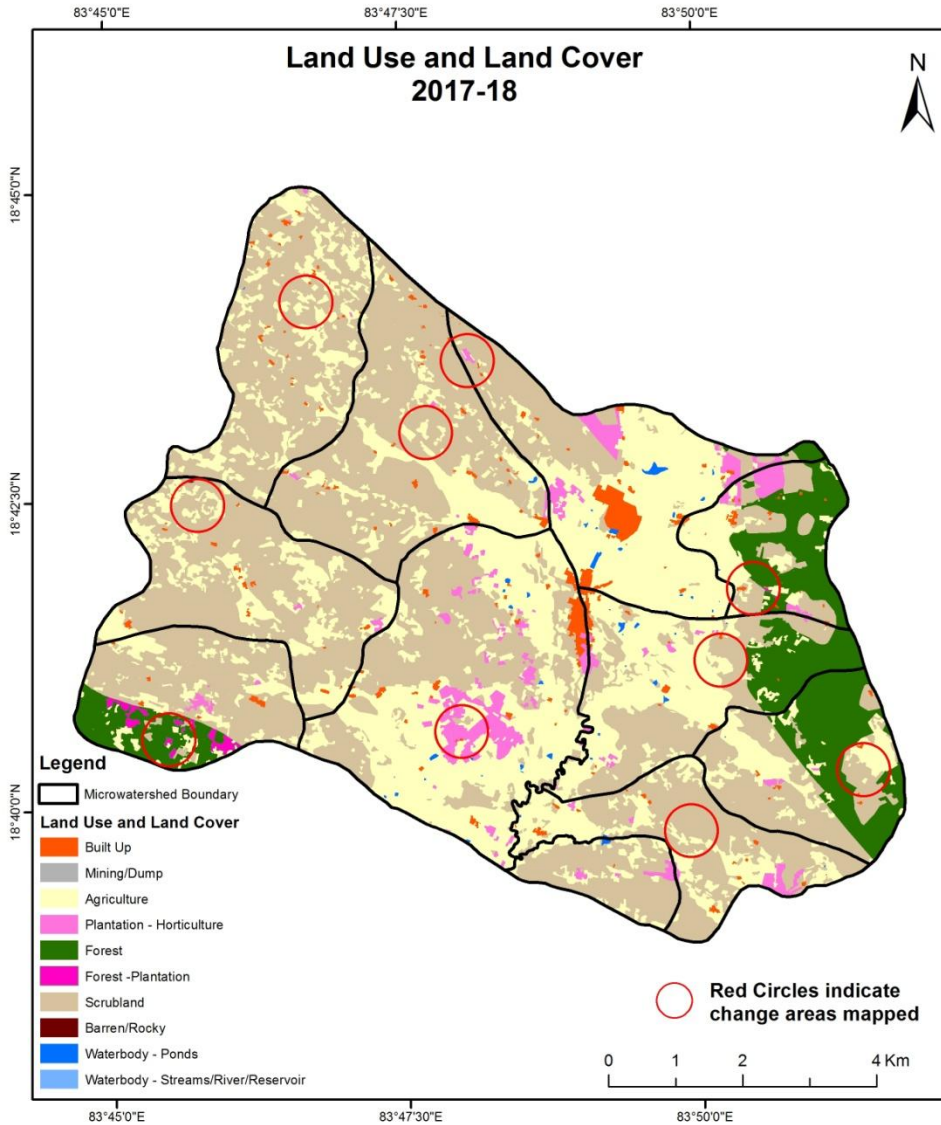 83°45'0"E 83°47'30"E 83°50'0"E
Land Use and Land Cover
2017-18
N
18°45'0"N
18°42'30"N
18°40'0"N
Legend
Microwatershed Boundary
Land Use and Land Cover
Built Up
Mining/Dump
Agriculture
Plantation - Horticulture
Forest
Forest -Plantation
Scrubland
Barren/Rocky
Waterbody - Ponds
Waterbody - Streams/River/Reservoir
Red Circles indicate
change areas mapped
0 1 2 4 Km
83°45'0"E 83°47'30"E 83°50'0"E